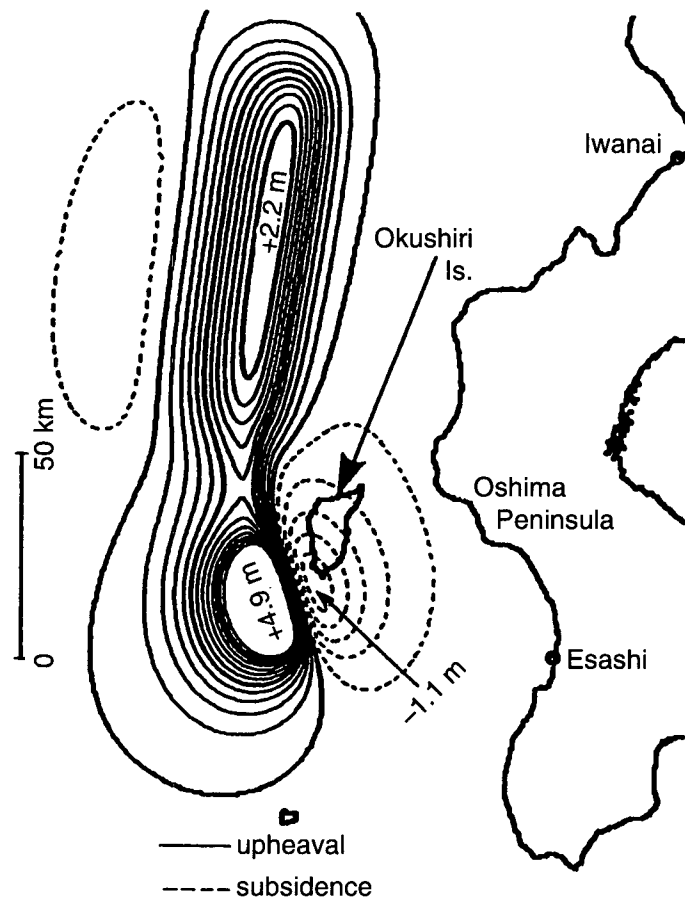 Iwanai
+2.2 m
Okushiri
Is.
50 km
0
Oshima
Peninsula
+4.9 m
Esashi
−1.1 m
upheaval
subsidence